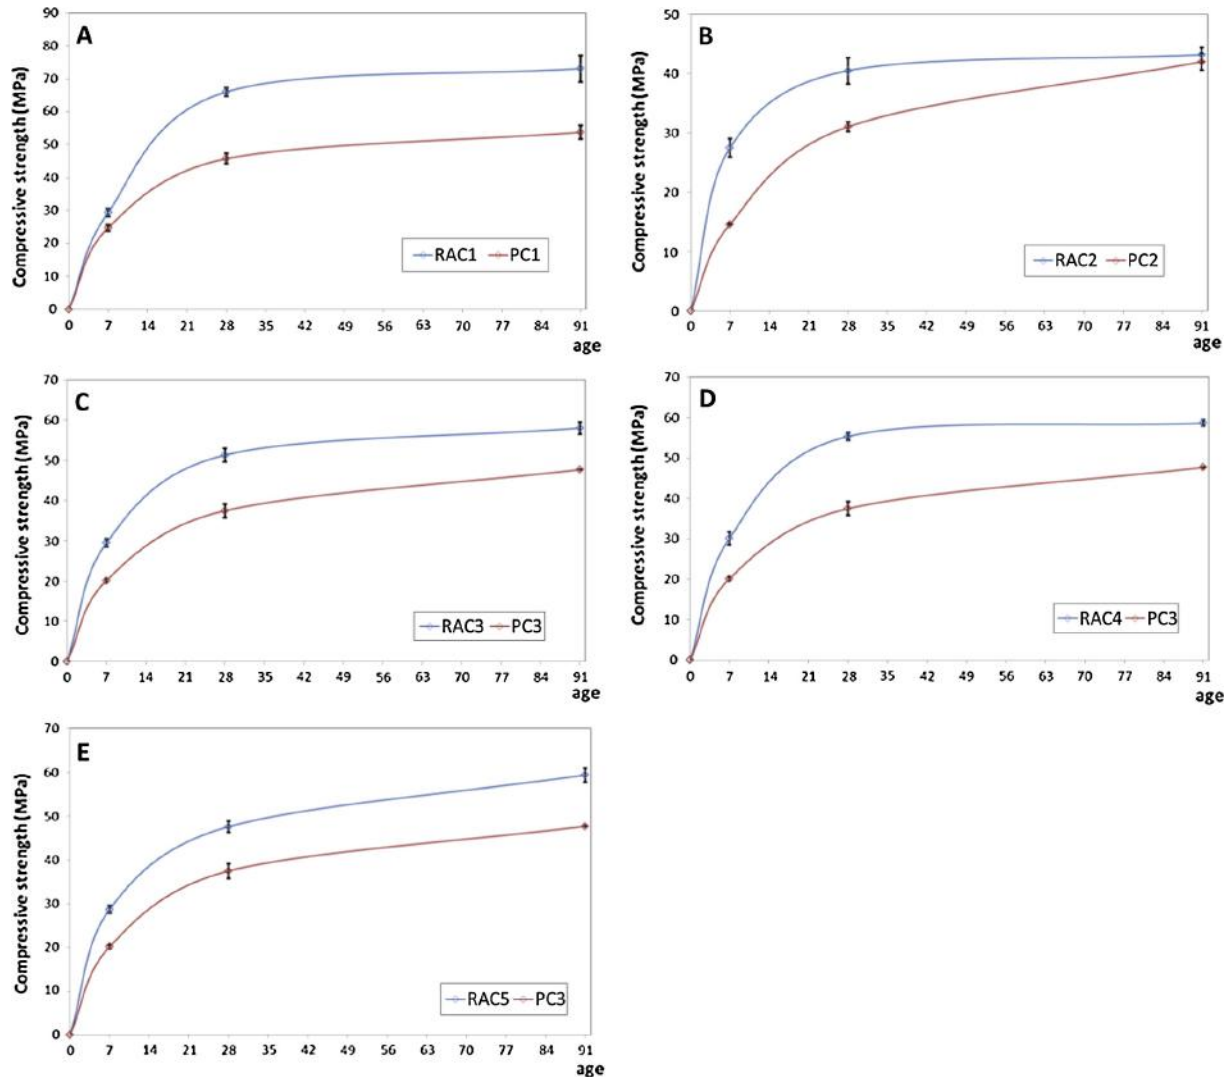 A
Compressive strength (MPa)
90
80
70
60
50
40
30
20
10
0
RAC1 PC1
0 7 14 21 28 35 42 49 56 63 70 77 84 91
age
B
Compressive strength (MPa)
50
40
30
20
10
0
RAC2 PC2
0 7 14 21 28 35 42 49 56 63 70 77 84 91
age
C
Compressive strength (MPa)
70
60
50
40
30
20
10
0
RAC3 PC3
0 7 14 21 28 35 42 49 56 63 70 77 84 91
age
D
Compressive strength (MPa)
70
60
50
40
30
20
10
0
RAC4 PC3
0 7 14 21 28 35 42 49 56 63 70 77 84 91
age
E
Compressive strength (MPa)
70
60
50
40
30
20
10
0
RAC5 PC3
0 7 14 21 28 35 42 49 56 63 70 77 84 91
age